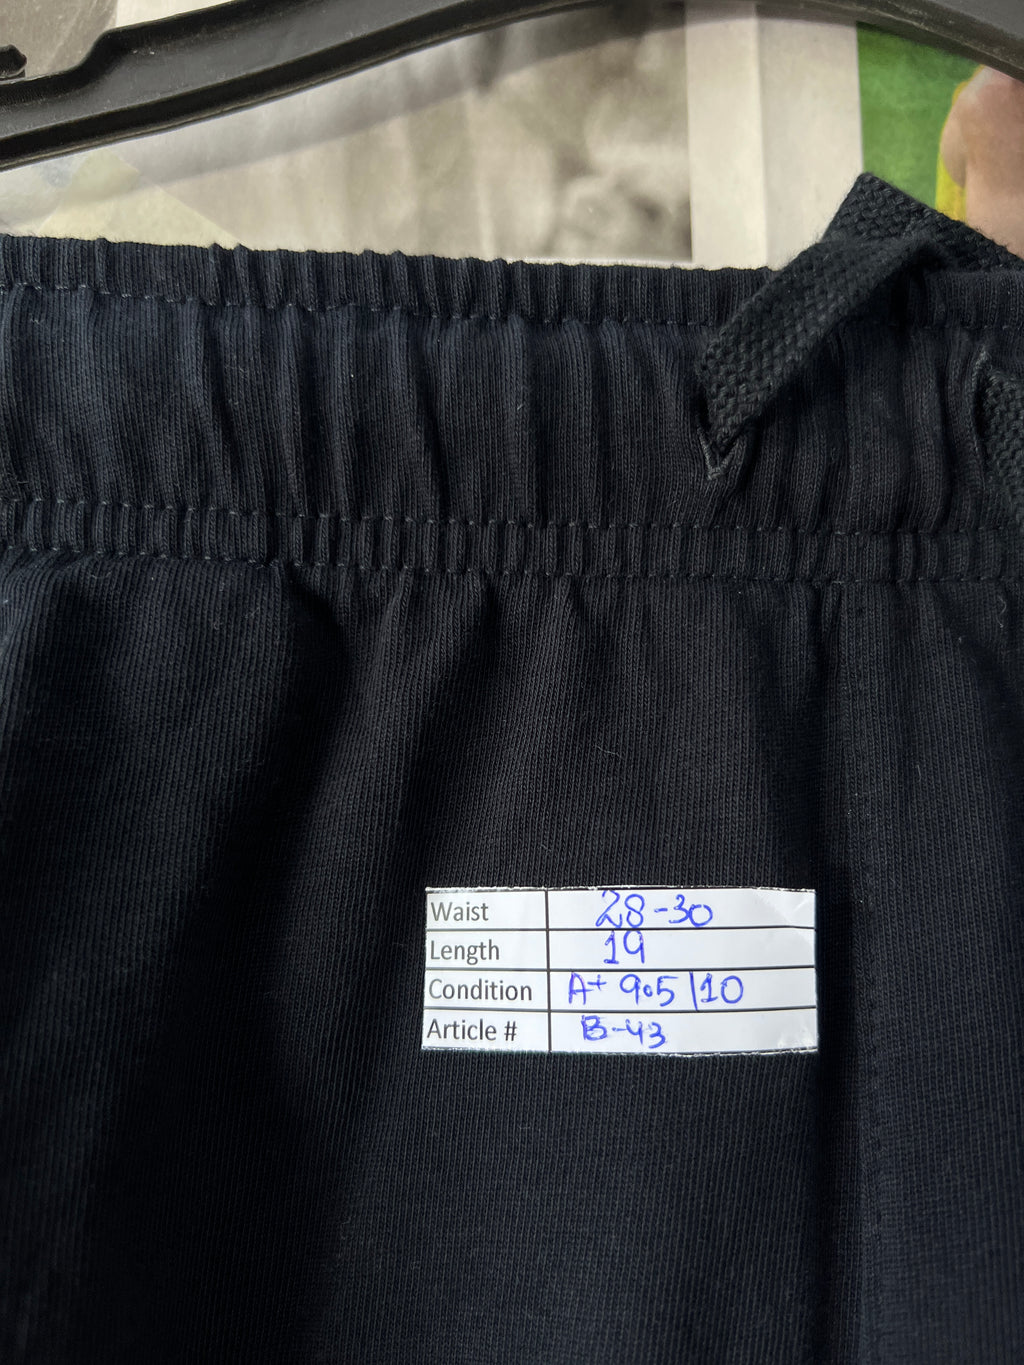 Waist 28-30
Length 19
Condition A+ 9.5/10
Article # B-43